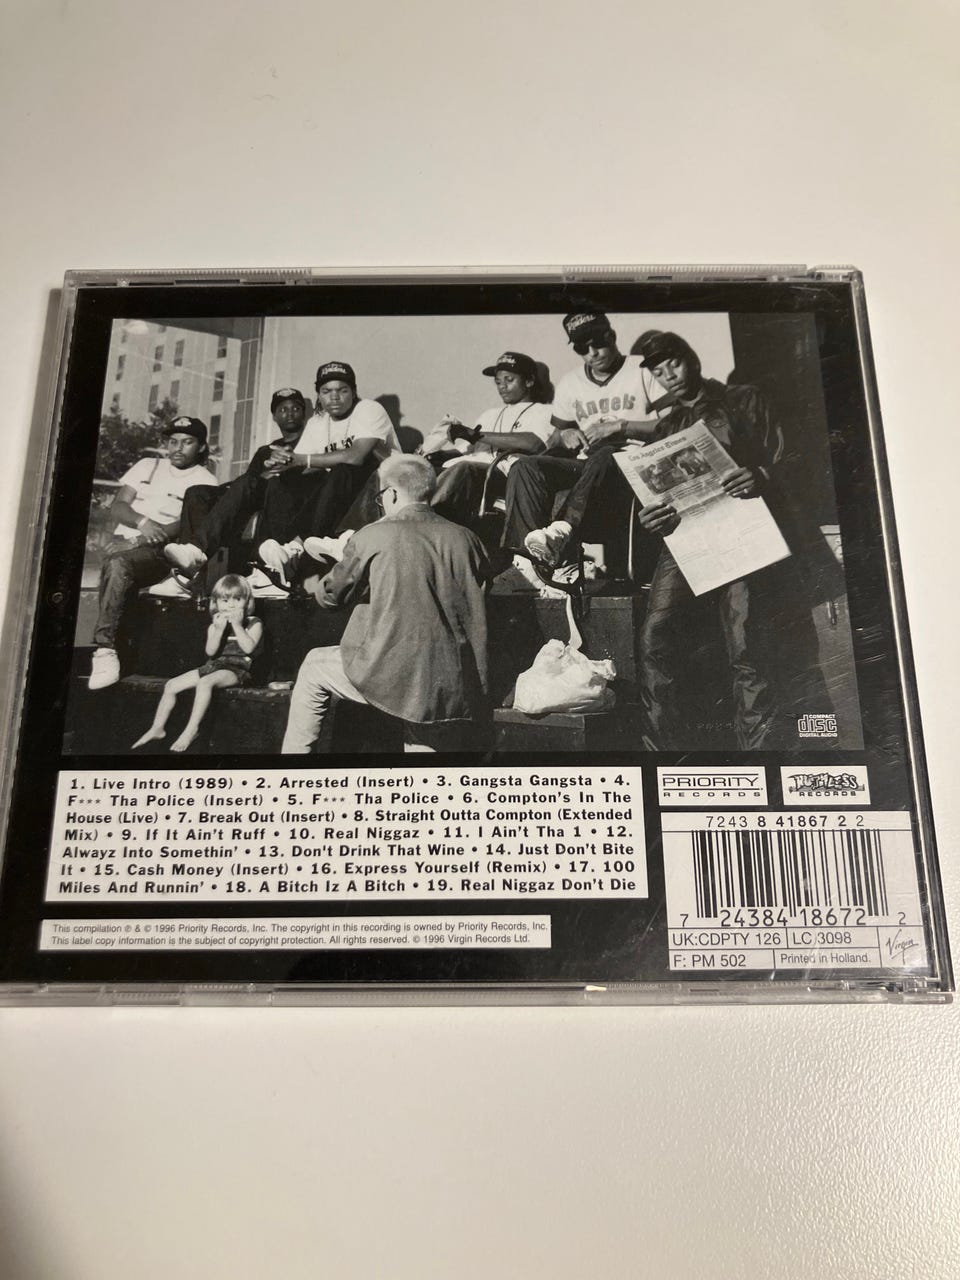 Raiders
Raiders
Raiders
Angels
Los Angeles Times
COMPACT
disc
DIGITAL AUDIO
1. Live Intro (1989) • 2. Arrested (Insert) • 3. Gangsta Gangsta • 4.
F*** Tha Police (Insert) • 5. F*** Tha Police • 6. Compton's In The
House (Live) • 7. Break Out (Insert) • 8. Straight Outta Compton (Extended
Mix) • 9. If It Ain't Ruff • 10. Real Niggaz • 11. I Ain't Tha 1 • 12.
Alwayz Into Somethin' • 13. Don't Drink That Wine • 14. Just Don't Bite
It • 15. Cash Money (Insert) • 16. Express Yourself (Remix) • 17. 100
Miles And Runnin' • 18. A Bitch Iz A Bitch • 19. Real Niggaz Don't Die
PRIORITY
RECORDS
RUTHLESS
RECORDS
7243 8 41867 2 2
7 24384 18672 2
UK:CDPTY 126 LC 3098
F: PM 502 Printed in Holland.
Virgin
This compilation ℗ & © 1996 Priority Records, Inc. The copyright in this recording is owned by Priority Records, Inc.
This label copy information is the subject of copyright protection. All rights reserved. © 1996 Virgin Records Ltd.